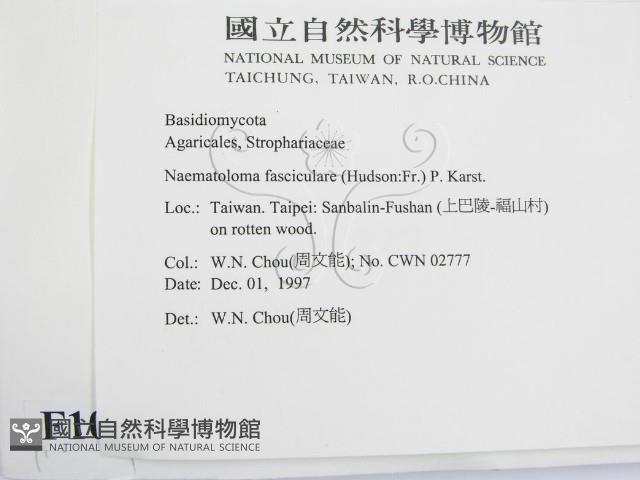 國立自然科學博物館
NATIONAL MUSEUM OF NATURAL SCIENCE
TAICHUNG, TAIWAN, R.O.CHINA
Basidiomycota
Agaricales, Strophariaceae
Naematoloma fasciculare (Hudson:Fr.) P. Karst.
Loc.: Taiwan. Taipei: Sanbalin-Fushan (上巴陵-福山村)
on rotten wood.
Col.: W.N. Chou(周文能); No. CWN 02777
Date: Dec. 01, 1997
Det.: W.N. Chou(周文能)
國立自然科學博物館
NATIONAL MUSEUM OF NATURAL SCIENCE